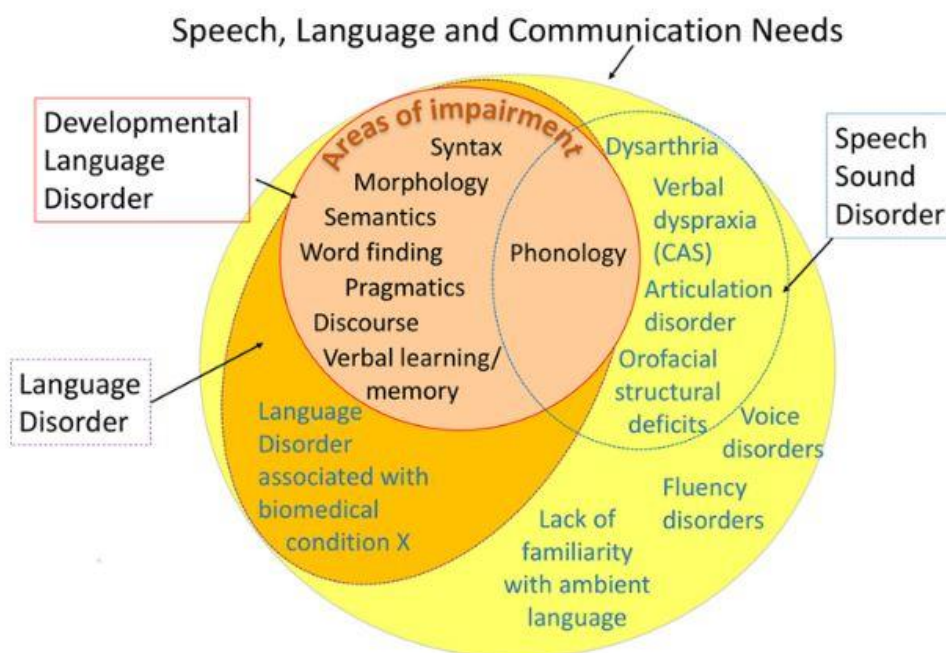 Speech, Language and Communication Needs
Developmental
Language
Disorder
Areas of impairment
Syntax
Morphology
Semantics
Word finding
Pragmatics
Discourse
Verbal learning/
memory
Phonology
Dysarthria
Verbal
dyspraxia
(CAS)
Articulation
disorder
Orofacial
structural
deficits
Speech
Sound
Disorder
Language
Disorder
Language
Disorder
associated with
biomedical
condition X
Voice
disorders
Fluency
disorders
Lack of
familiarity
with ambient
language